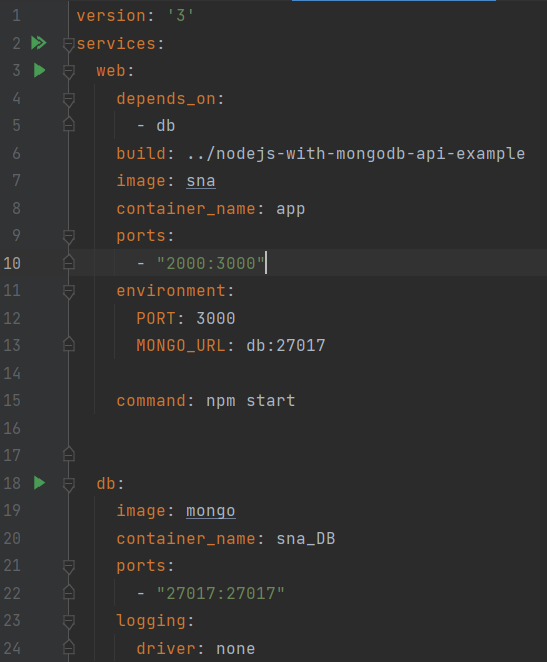 1 version: '3'
2 services:
3   web:
4     depends_on:
5       - db
6     build: ../nodejs-with-mongodb-api-example
7     image: sna
8     container_name: app
9     ports:
10       - "2000:3000"
11     environment:
12       PORT: 3000
13       MONGO_URL: db:27017
14
15     command: npm start
16
17
18   db:
19     image: mongo
20     container_name: sna_DB
21     ports:
22       - "27017:27017"
23     logging:
24       driver: none